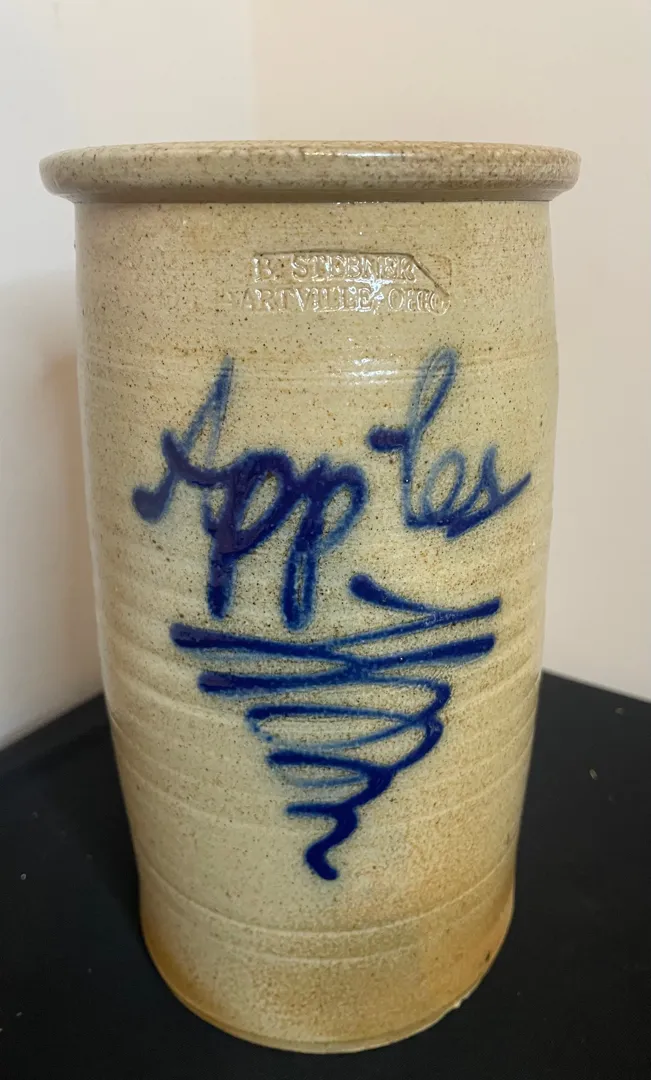 B. STEBNER
ARTVILLE, OHIO
Apples